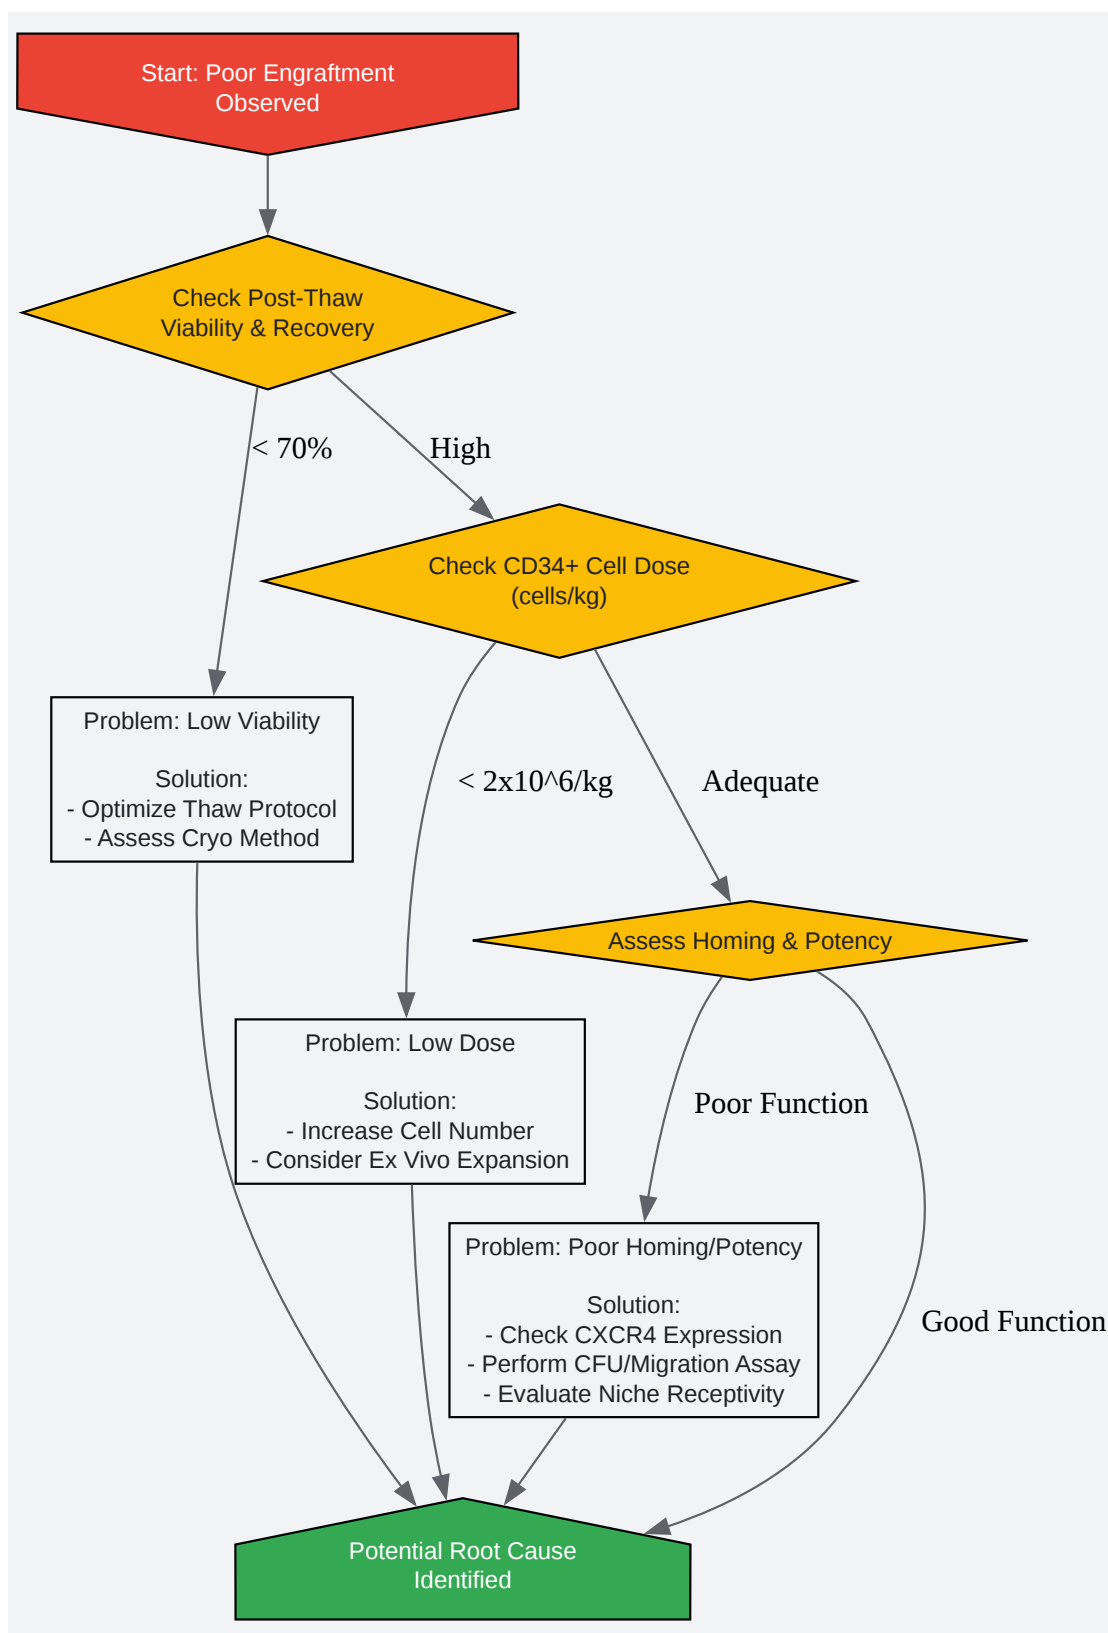 Start: Poor Engraftment
Observed
Check Post-Thaw
Viability & Recovery
< 70%
High
Check CD34+ Cell Dose
(cells/kg)
Problem: Low Viability
Solution:
- Optimize Thaw Protocol
- Assess Cryo Method
< 2x10^6/kg
Adequate
Assess Homing & Potency
Problem: Low Dose
Solution:
- Increase Cell Number
- Consider Ex Vivo Expansion
Poor Function
Problem: Poor Homing/Potency
Solution:
- Check CXCR4 Expression
- Perform CFU/Migration Assay
- Evaluate Niche Receptivity
Good Function
Potential Root Cause
Identified